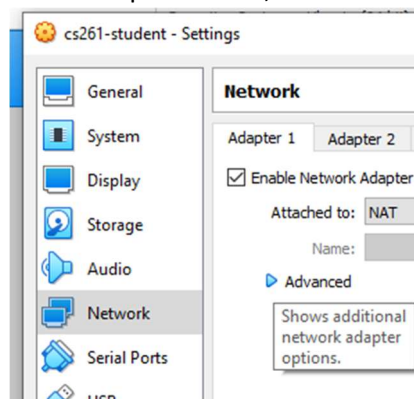 cs261-student - Settings
General
System
Display
Storage
Audio
Network
Serial Ports
USB
Network
Adapter 1
Adapter 2
Enable Network Adapter
Attached to: NAT
Name:
Advanced
Shows additional
network adapter
options.